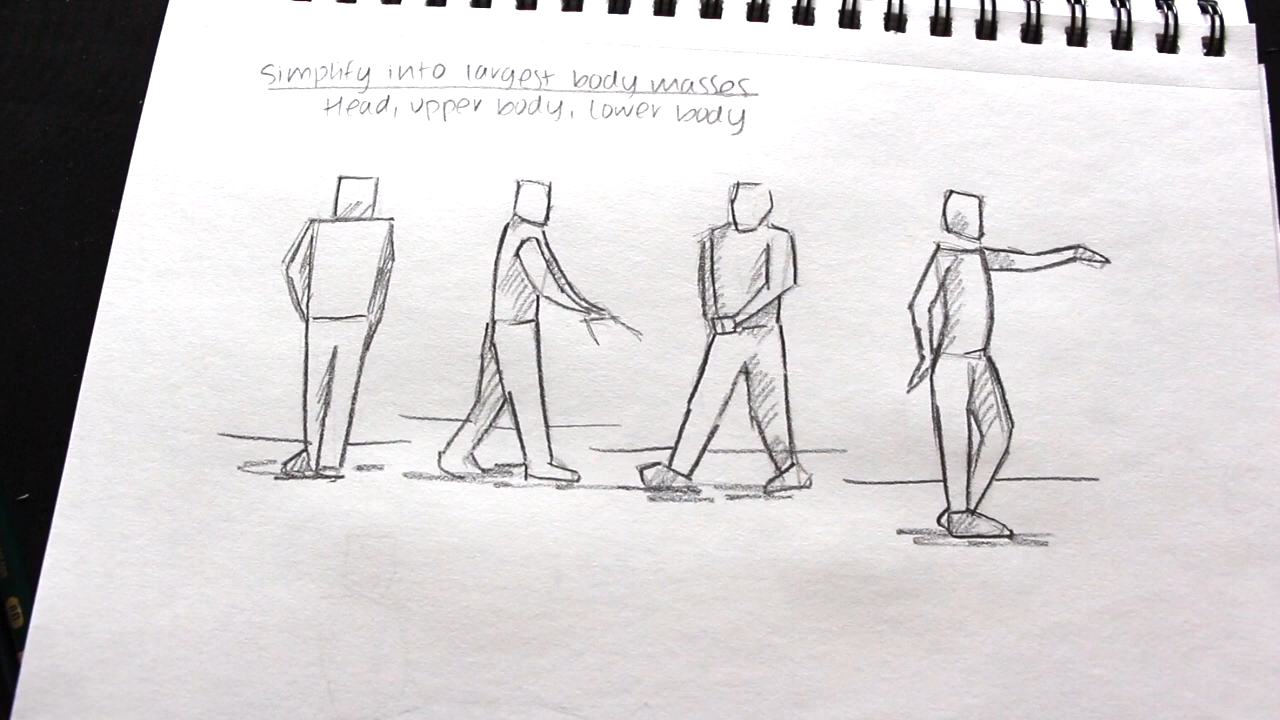 Simplify into largest body masses
Head, upper body, lower body